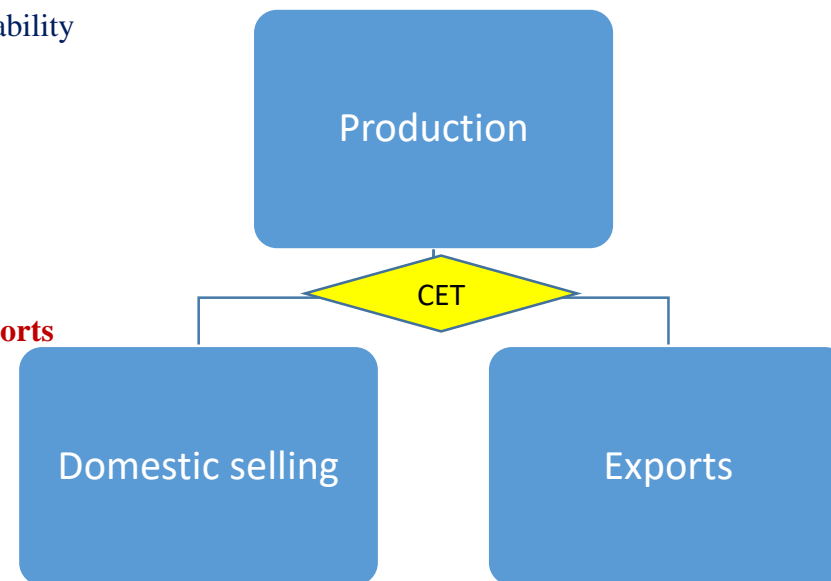 ability
Production
CET
orts
Domestic selling
Exports